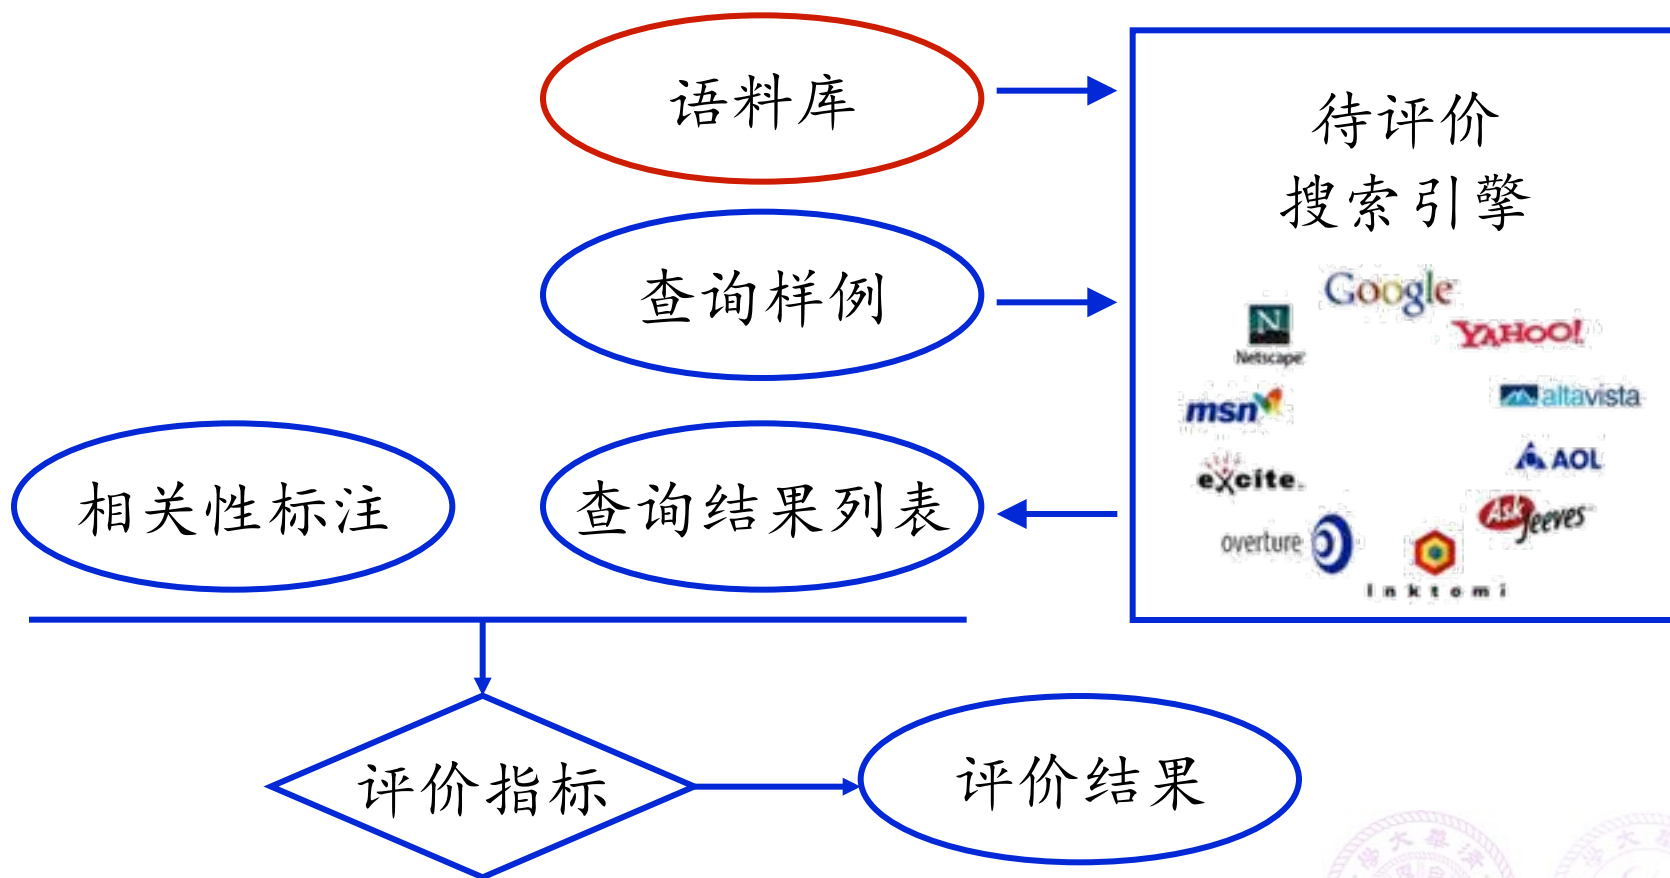 语料库
待评价
搜索引擎
查询样例
Google
YAHOO!
N
Netscape
msn
altavista
excite.
AOL
Ask Jeeves
overture
Inktomi
相关性标注
查询结果列表
评价指标
评价结果